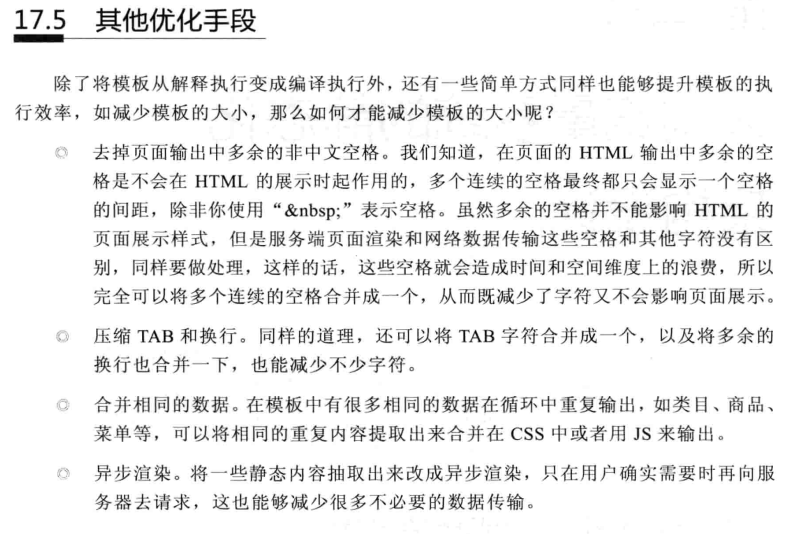 17.5 其他优化手段
除了将模板从解释执行变成编译执行外，还有一些简单方式同样也能够提升模板的执
行效率，如减少模板的大小，那么如何才能减少模板的大小呢？
◎ 去掉页面输出中多余的非中文空格。我们知道，在页面的 HTML 输出中多余的空
格是不会在 HTML 的展示时起作用的，多个连续的空格最终都只会显示一个空格
的间距，除非你使用“&nbsp;”表示空格。虽然多余的空格并不能影响 HTML 的
页面展示样式，但是服务端页面渲染和网络数据传输这些空格和其他字符没有区
别，同样要做处理，这样的话，这些空格就会造成时间和空间维度上的浪费，所以
完全可以将多个连续的空格合并成一个，从而既减少了字符又不会影响页面展示。
◎ 压缩 TAB 和换行。同样的道理，还可以将 TAB 字符合并成一个，以及将多余的
换行也合并一下，也能减少不少字符。
◎ 合并相同的数据。在模板中有很多相同的数据在循环中重复输出，如类目、商品、
菜单等，可以将相同的重复内容提取出来合并在 CSS 中或者用 JS 来输出。
◎ 异步渲染。将一些静态内容抽取出来改成异步渲染，只在用户确实需要时再向服
务器去请求，这也能够减少很多不必要的数据传输。